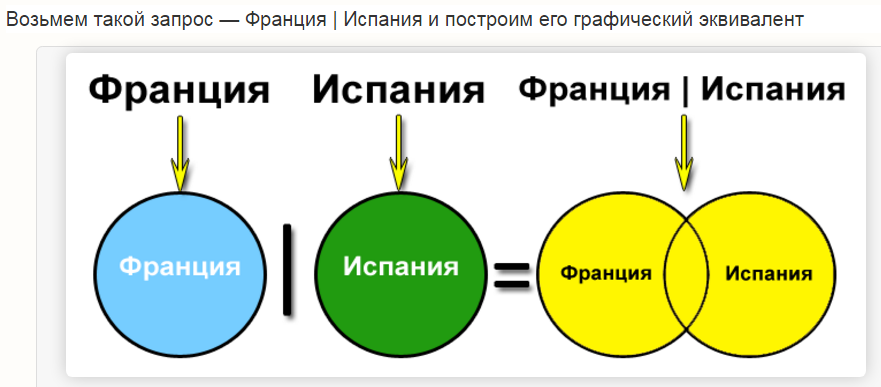 Возьмем такой запрос — Франция | Испания и построим его графический эквивалент
Франция Испания Франция | Испания
Франция | Испания = Франция Испания